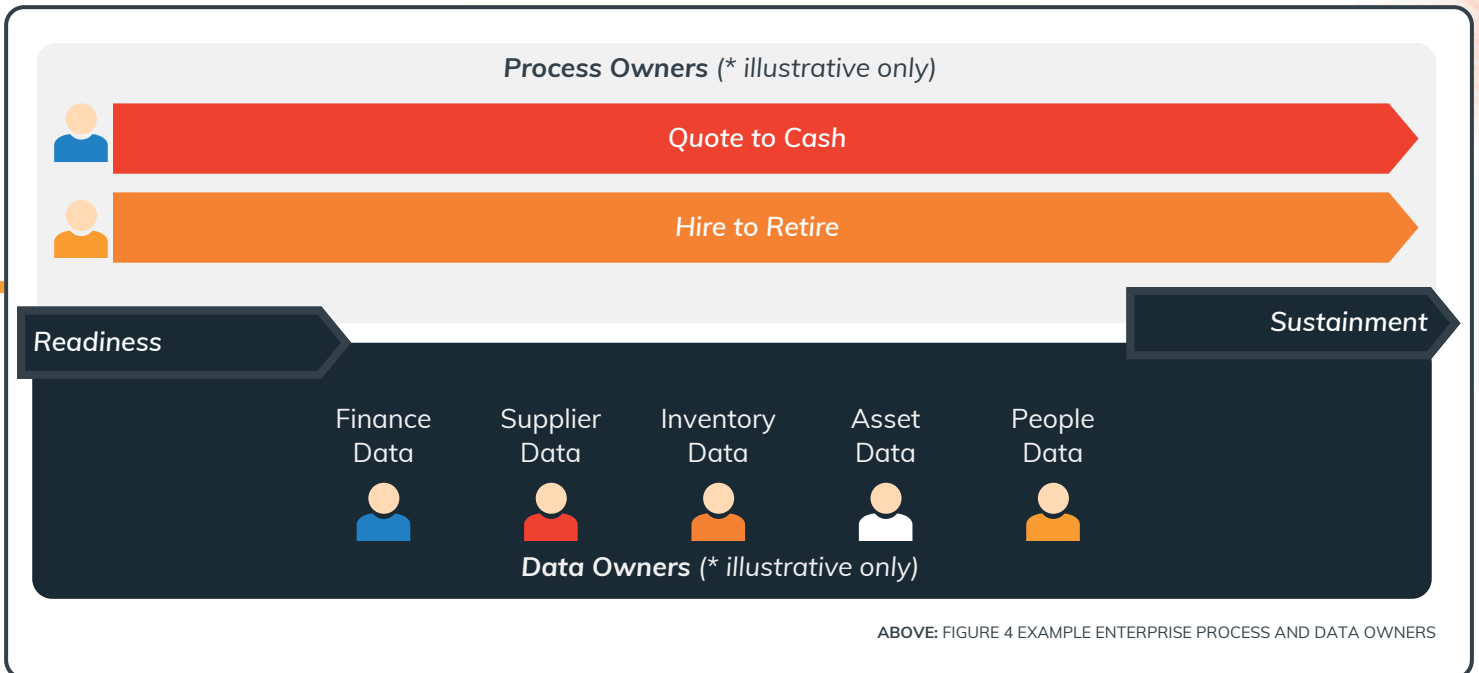 Process Owners (* illustrative only)
Quote to Cash
Hire to Retire
Readiness
Sustainment
Finance
Data
Supplier
Data
Inventory
Data
Asset
Data
People
Data
Data Owners (* illustrative only)
ABOVE: FIGURE 4 EXAMPLE ENTERPRISE PROCESS AND DATA OWNERS